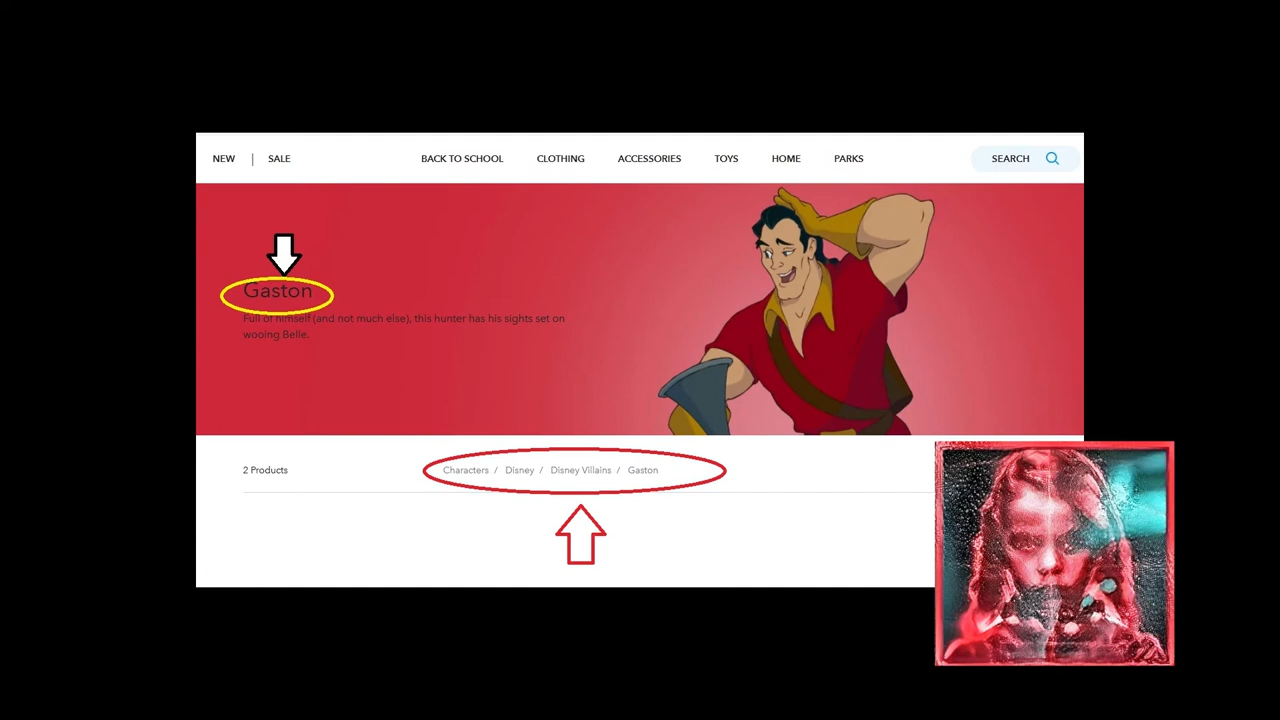 NEW | SALE BACK TO SCHOOL CLOTHING ACCESSORIES TOYS HOME PARKS SEARCH
Gaston
Full of himself (and not much else), this hunter has his sights set on
wooing Belle.
2 Products Characters / Disney / Disney Villains / Gaston